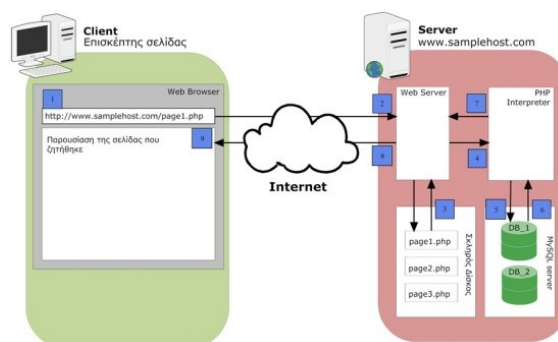 Client
Επισκέπτης σελίδας
Server
www.samplehost.com
1
Web Browser
http://www.samplehost.com/page1.php
9
Παρουσίαση της σελίδας που
ζητήθηκε
Internet
2
Web Server
7
PHP
Interpreter
8
4
3
5
6
page1.php
page2.php
page3.php
Σκληρός Δίσκος
DB_1
DB_2
MySQL server